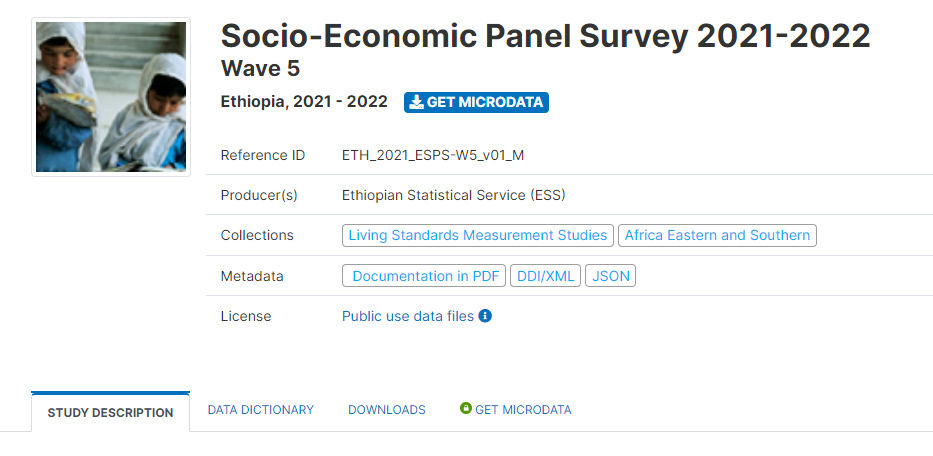 Socio-Economic Panel Survey 2021-2022
Wave 5
Ethiopia, 2021 - 2022 GET MICRODATA
Reference ID ETH_2021_ESPS-W5_v01_M
Producer(s) Ethiopian Statistical Service (ESS)
Collections Living Standards Measurement Studies Africa Eastern and Southern
Metadata Documentation in PDF DDI/XML JSON
License Public use data files
STUDY DESCRIPTION DATA DICTIONARY DOWNLOADS GET MICRODATA